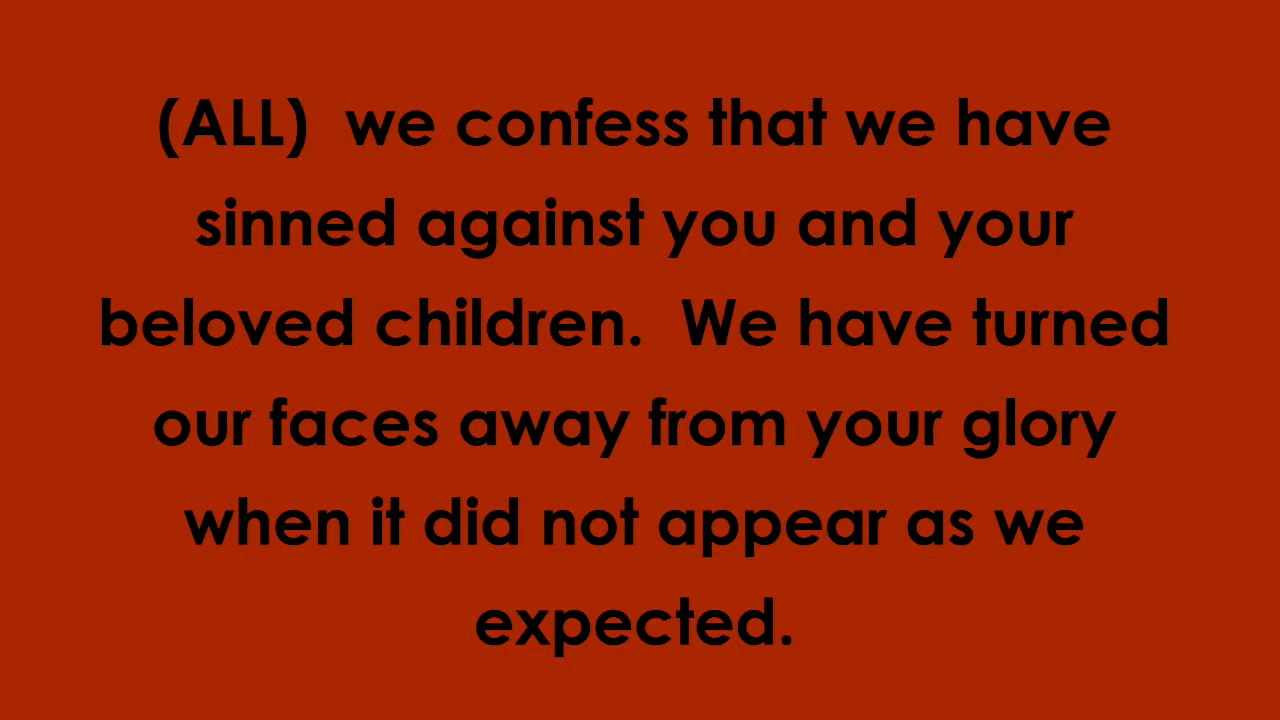 (ALL)  we confess that we have
sinned against you and your
beloved children.  We have turned
our faces away from your glory
when it did not appear as we
expected.